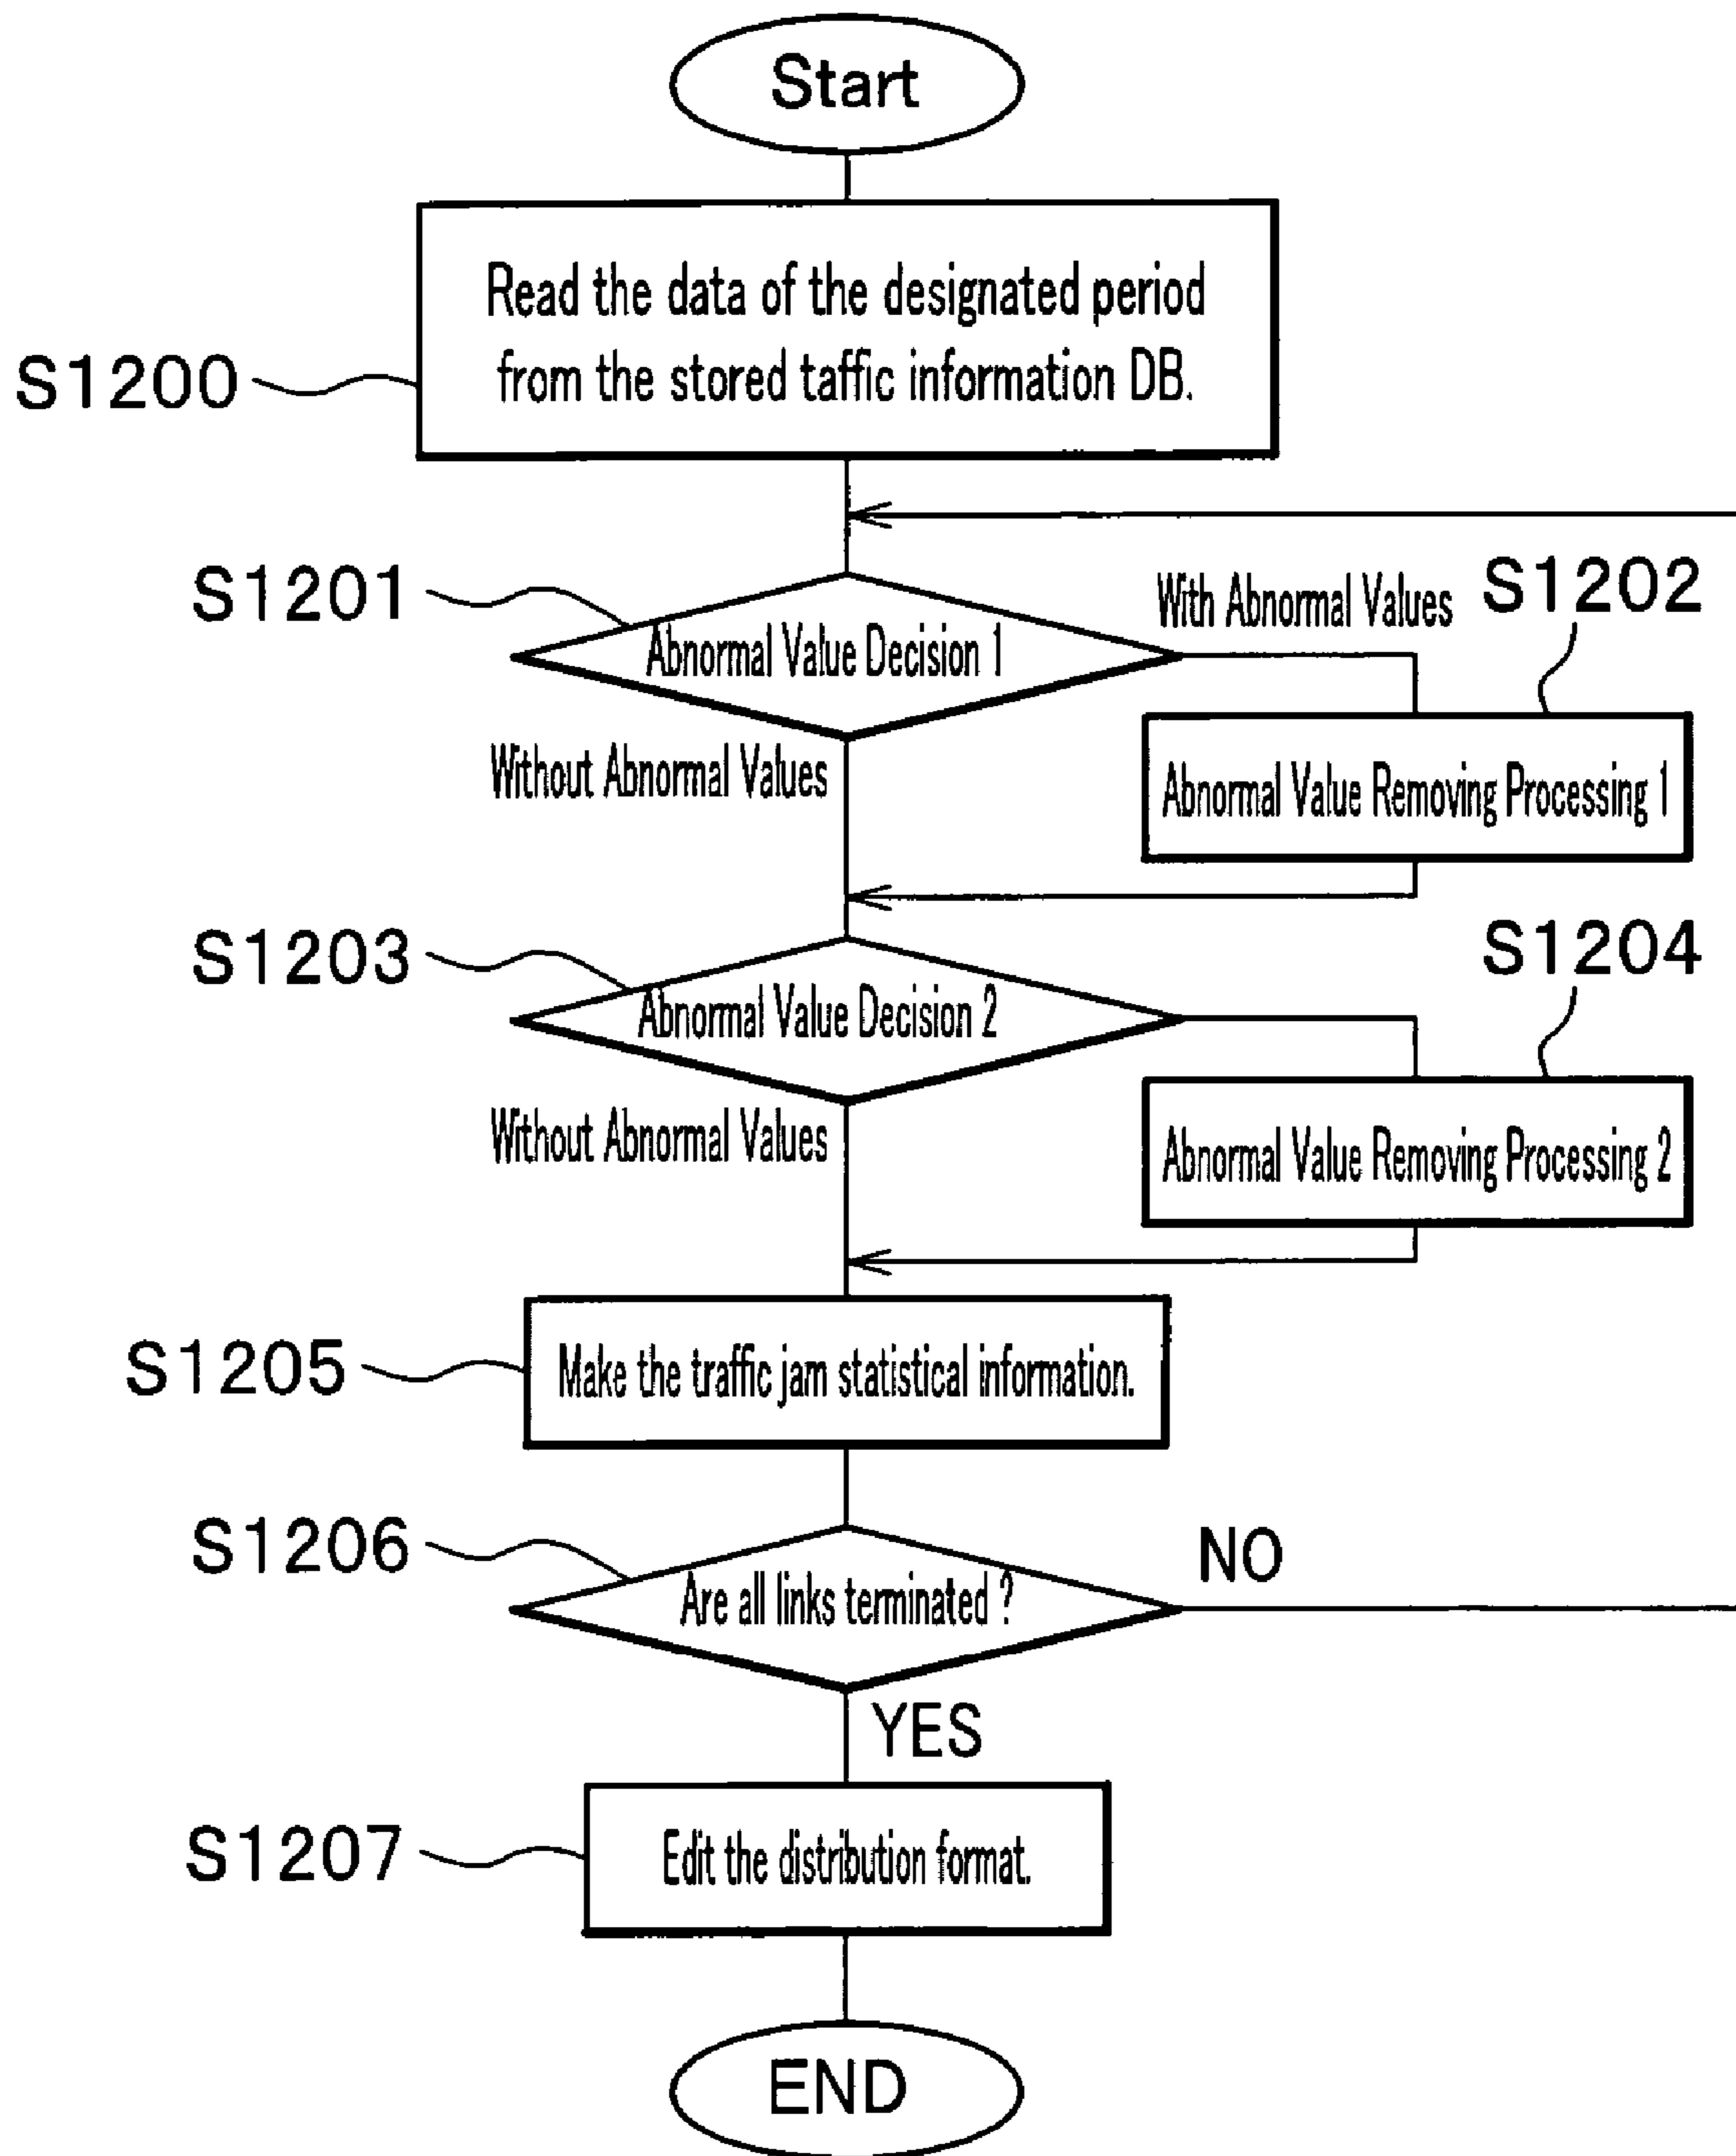 Start
Read the data of the designated period
from the stored taffic information DB.
S1200
S1201
With Abnormal Values
S1202
Abnormal Value Decision 1
Without Abnormal Values
Abnormal Value Removing Processing 1
S1203
S1204
Abnormal Value Decision 2
Without Abnormal Values
Abnormal Value Removing Processing 2
S1205
Make the traffic jam statistical information.
S1206
NO
Are all links terminated ?
YES
S1207
Edit the distribution format.
END